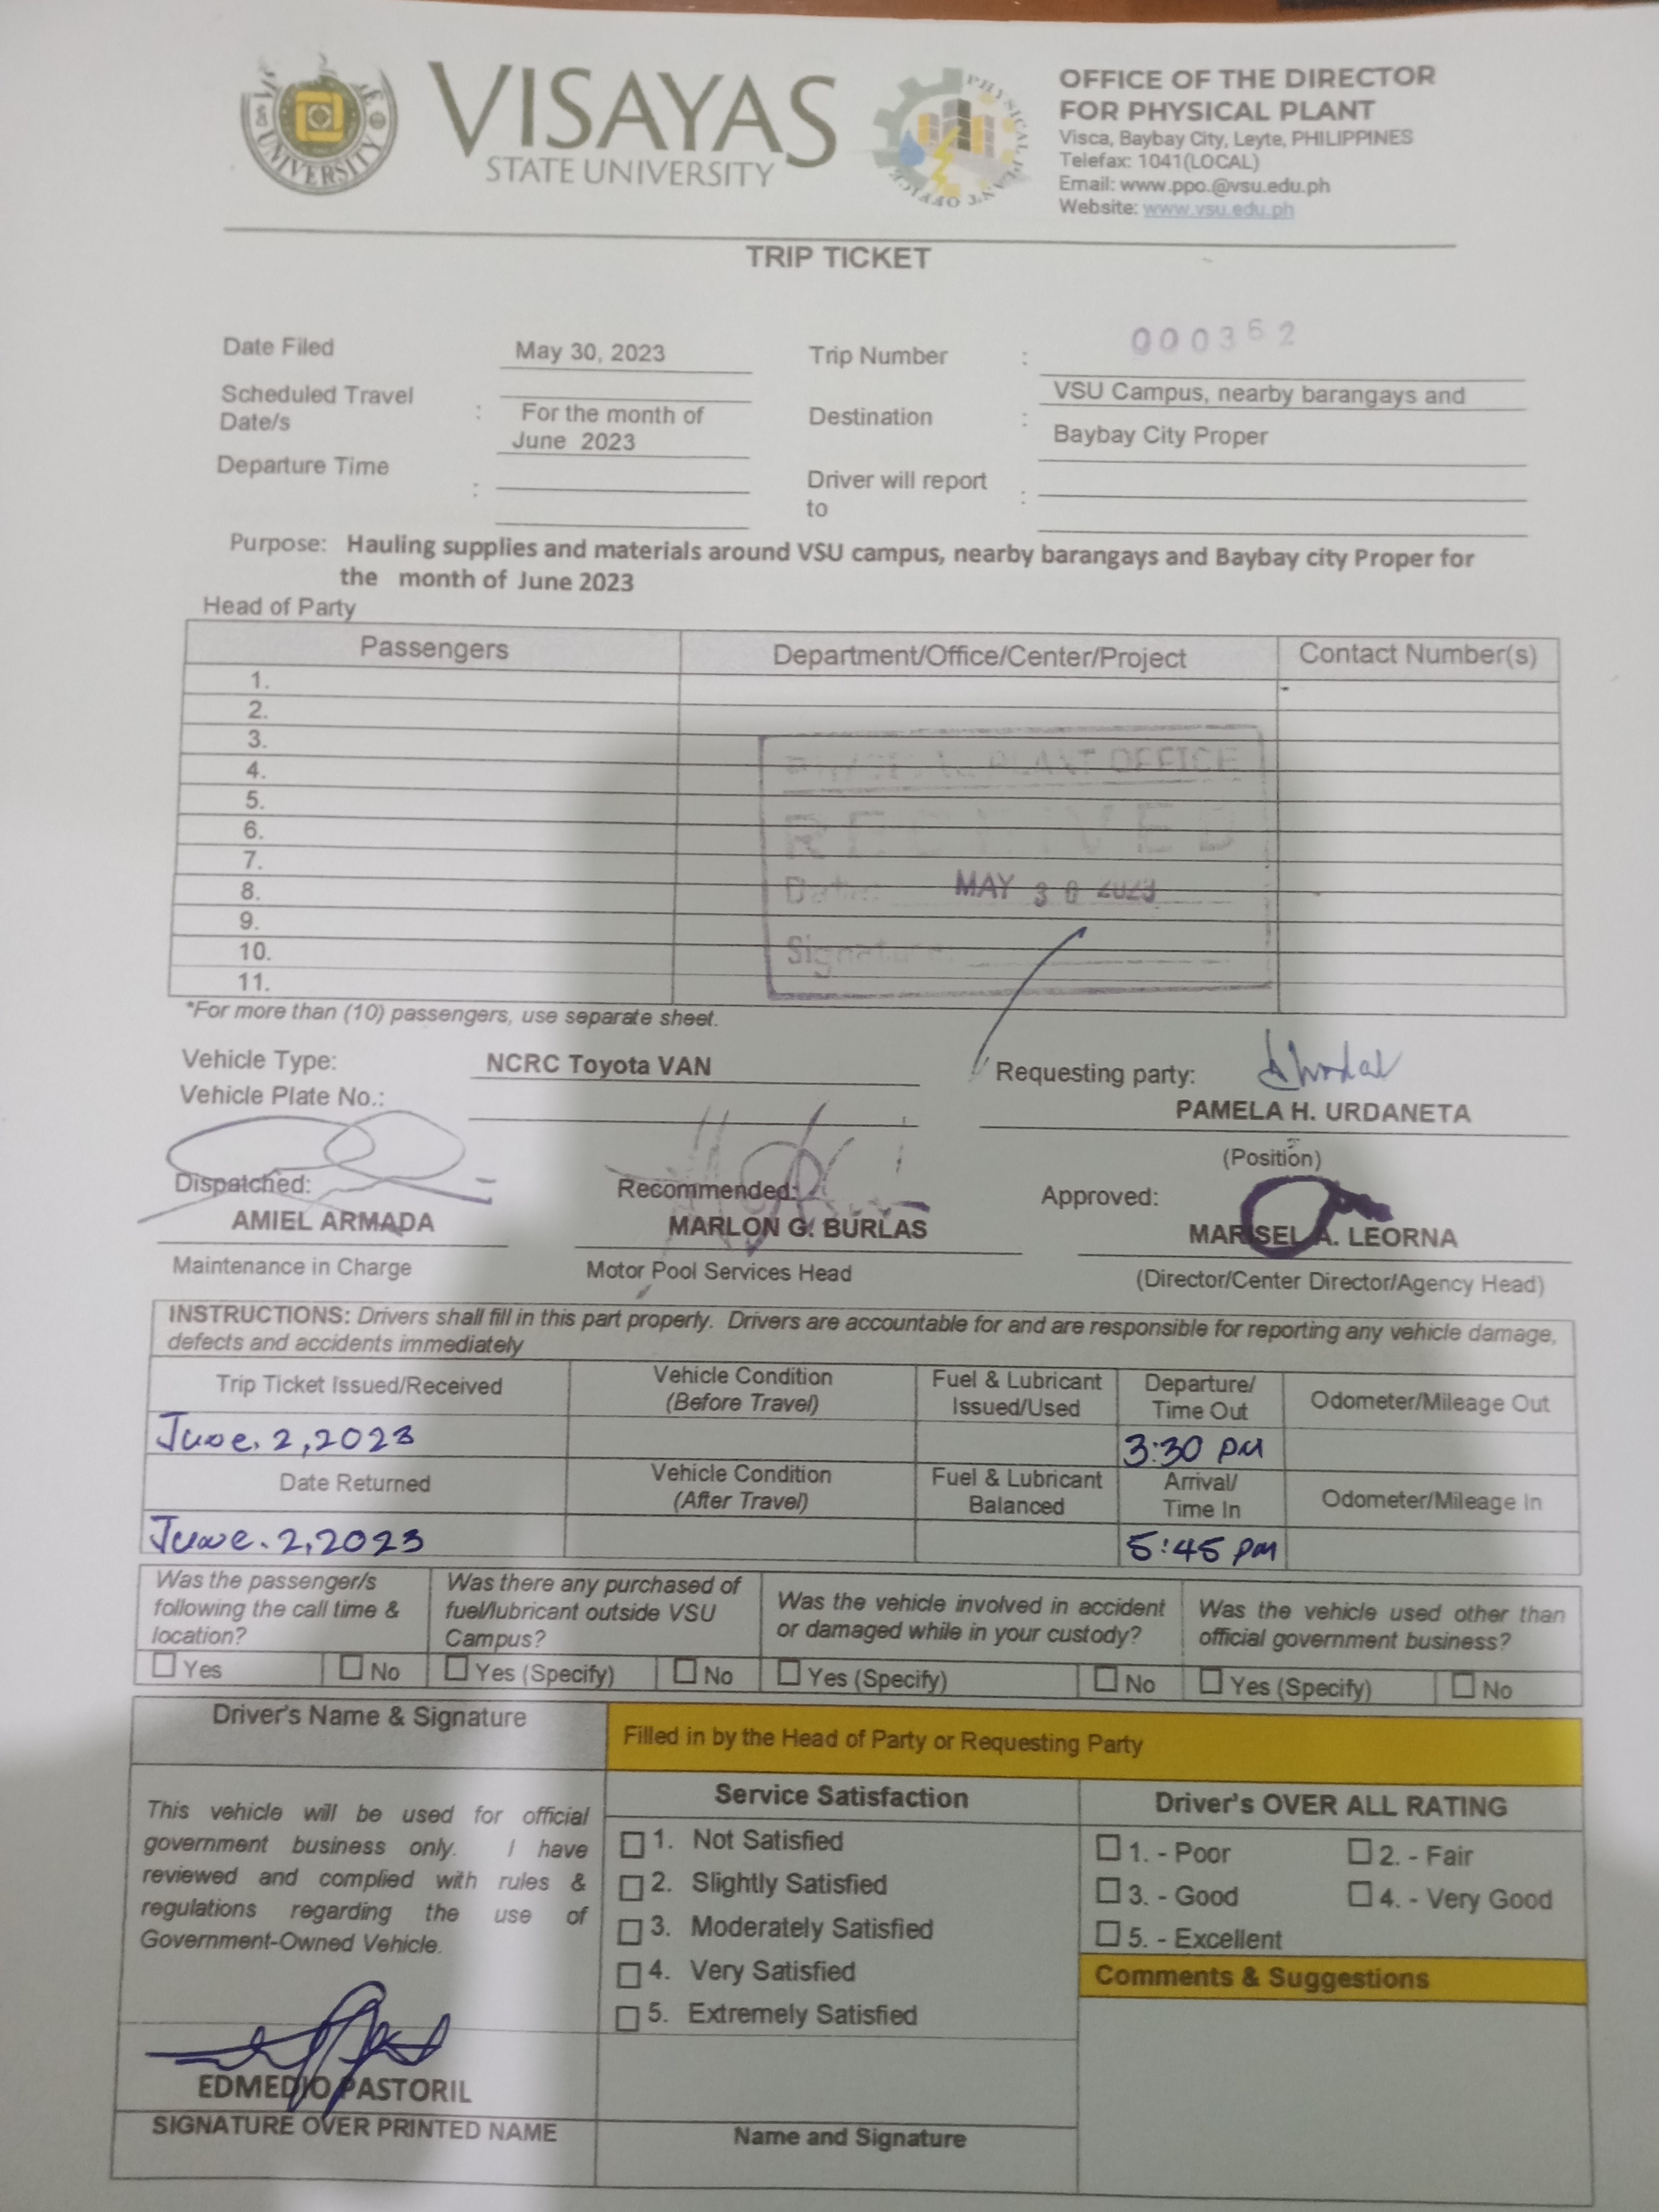 VISAYAS
STATE UNIVERSITY
UNIVERSITY
PHYSICAL PLANT OFFICE
OFFICE OF THE DIRECTOR
FOR PHYSICAL PLANT
Visca, Baybay City, Leyte, PHILIPPINES
Telefax: 1041(LOCAL)
Email: www.ppo.@vsu.edu.ph
Website: www.vsu.edu.ph
TRIP TICKET
Date Filed May 30, 2023 Trip Number : 000362
Scheduled Travel Date/s : For the month of June 2023
Destination : VSU Campus, nearby barangays and Baybay City Proper
Departure Time :
Driver will report to :
Purpose: Hauling supplies and materials around VSU campus, nearby barangays and Baybay city Proper for
the month of June 2023
Head of Party
Passengers Department/Office/Center/Project Contact Number(s)
1.
2.
3.
4.
5.
6.
7.
8.
9.
10.
11.
PHYSICAL PLANT OFFICE
RECEIVED
Date: MAY 30 2023
Signature:
*For more than (10) passengers, use separate sheet.
Vehicle Type: NCRC Toyota VAN
Vehicle Plate No.:
Requesting party:
PAMELA H. URDANETA
(Position)
Dispatched:
AMIEL ARMADA
Maintenance in Charge
Recommended:
MARLON G. BURLAS
Motor Pool Services Head
Approved:
MARISEL A. LEORNA
(Director/Center Director/Agency Head)
INSTRUCTIONS: Drivers shall fill in this part properly. Drivers are accountable for and are responsible for reporting any vehicle damage,
defects and accidents immediately
Trip Ticket Issued/Received Vehicle Condition (Before Travel) Fuel & Lubricant Issued/Used Departure/ Time Out Odometer/Mileage Out
June. 2, 2023 3:30 PM
Date Returned Vehicle Condition (After Travel) Fuel & Lubricant Balanced Arrival/ Time In Odometer/Mileage In
June. 2, 2023 5:45 PM
Was the passenger/s following the call time & location?
Was there any purchased of fuel/lubricant outside VSU Campus?
Was the vehicle involved in accident or damaged while in your custody?
Was the vehicle used other than official government business?
Yes No Yes (Specify) No Yes (Specify) No Yes (Specify) No
Driver's Name & Signature
Filled in by the Head of Party or Requesting Party
This vehicle will be used for official
government business only. I have
reviewed and complied with rules &
regulations regarding the use of
Government-Owned Vehicle.
EDMEDIO PASTORIL
SIGNATURE OVER PRINTED NAME
Service Satisfaction
1. Not Satisfied
2. Slightly Satisfied
3. Moderately Satisfied
4. Very Satisfied
5. Extremely Satisfied
Name and Signature
Driver's OVER ALL RATING
1. - Poor 2. - Fair
3. - Good 4. - Very Good
5. - Excellent
Comments & Suggestions